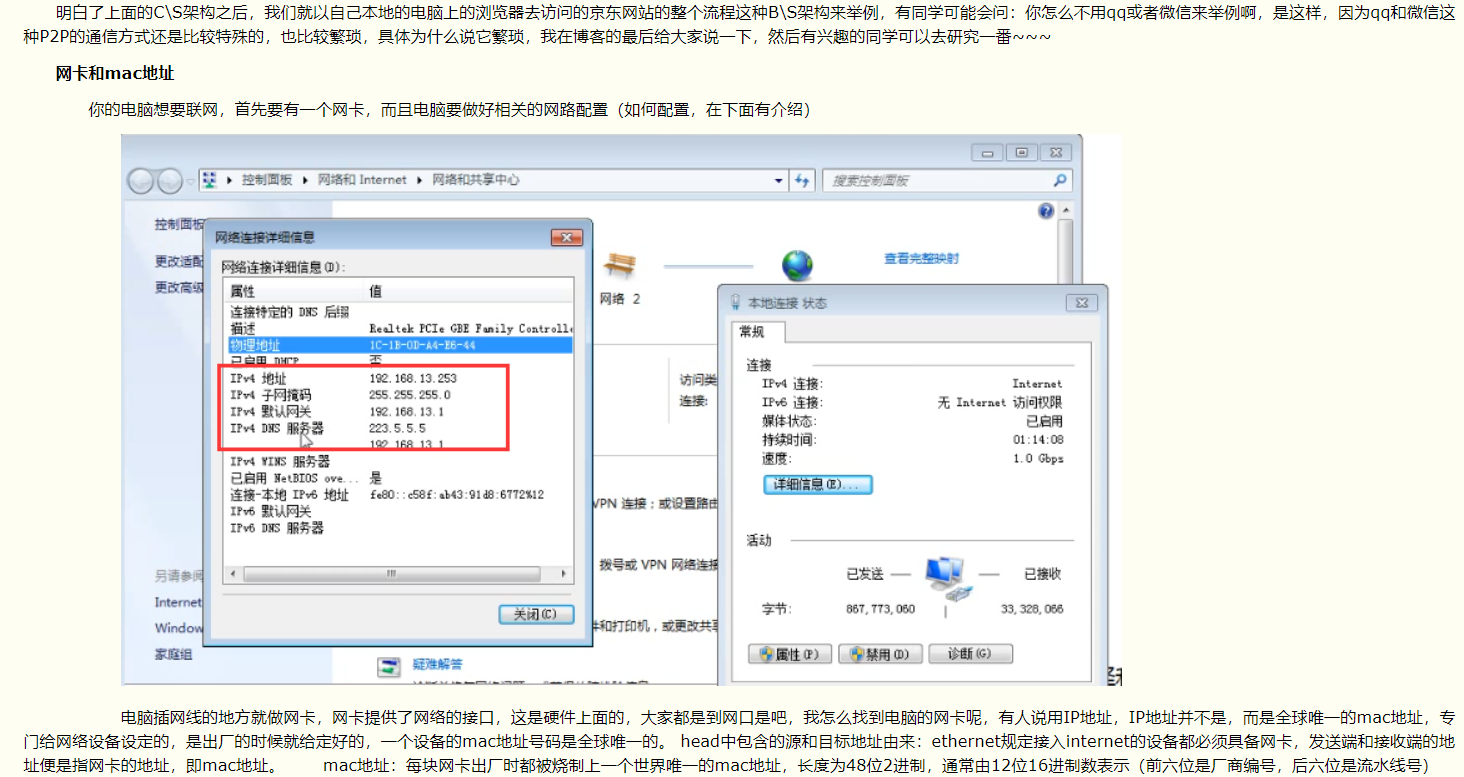 明白了上面的C\S架构之后，我们就以自己本地的电脑上的浏览器去访问的京东网站的整个流程这种B\S架构来举例，有同学可能会问：你怎么不用qq或者微信来举例啊，是这样，因为qq和微信这
种P2P的通信方式还是比较特殊的，也比较繁琐，具体为什么说它繁琐，我在博客的最后给大家说一下，然后有兴趣的同学可以去研究一番~~~
网卡和mac地址
你的电脑想要联网，首先要有一个网卡，而且电脑要做好相关的网路配置（如何配置，在下面有介绍）
控制面板 网络和 Internet 网络和共享中心
搜索控制面板
控制面板
更改适配
更改高级
网络连接详细信息
网络连接详细信息(D):
属性 值
连接特定的 DNS 后缀
描述 Realtek PCIe GBE Family Controlle
物理地址 1C-1B-0D-A4-E6-44
已启用 DHCP 否
IPv4 地址 192.168.13.253
IPv4 子网掩码 255.255.255.0
IPv4 默认网关 192.168.13.1
IPv4 DNS 服务器 223.5.5.5
192.168.13.1
IPv4 WINS 服务器
已启用 NetBIOS ove... 是
连接-本地 IPv6 地址 fe80::c58f:ab43:91d8:6772%12
IPv6 默认网关
IPv6 DNS 服务器
关闭(C)
另请参阅
Internet
Window
家庭组
网络 2
查看完整映射
访问类
连接:
VPN 连接；或设置路由
拨号或 VPN 网络连接
件和打印机，或更改共享
疑难解答
本地连接 状态
常规
连接
IPv4 连接: Internet
IPv6 连接: 无 Internet 访问权限
媒体状态: 已启用
持续时间: 01:14:08
速度: 1.0 Gbps
详细信息(E)...
活动
已发送 — — 已接收
字节: 867,773,060 | 33,328,066
属性(P) 禁用(D) 诊断(G)
电脑插网线的地方就做网卡，网卡提供了网络的接口，这是硬件上面的，大家都是到网口是吧，我怎么找到电脑的网卡呢，有人说用IP地址，IP地址并不是，而是全球唯一的mac地址，专
门给网络设备设定的，是出厂的时候就给定好的，一个设备的mac地址号码是全球唯一的。 head中包含的源和目标地址由来：ethernet规定接入internet的设备都必须具备网卡，发送端和接收端的地
址便是指网卡的地址，即mac地址。 mac地址：每块网卡出厂时都被烧制上一个世界唯一的mac地址，长度为48位2进制，通常由12位16进制数表示（前六位是厂商编号，后六位是流水线号）